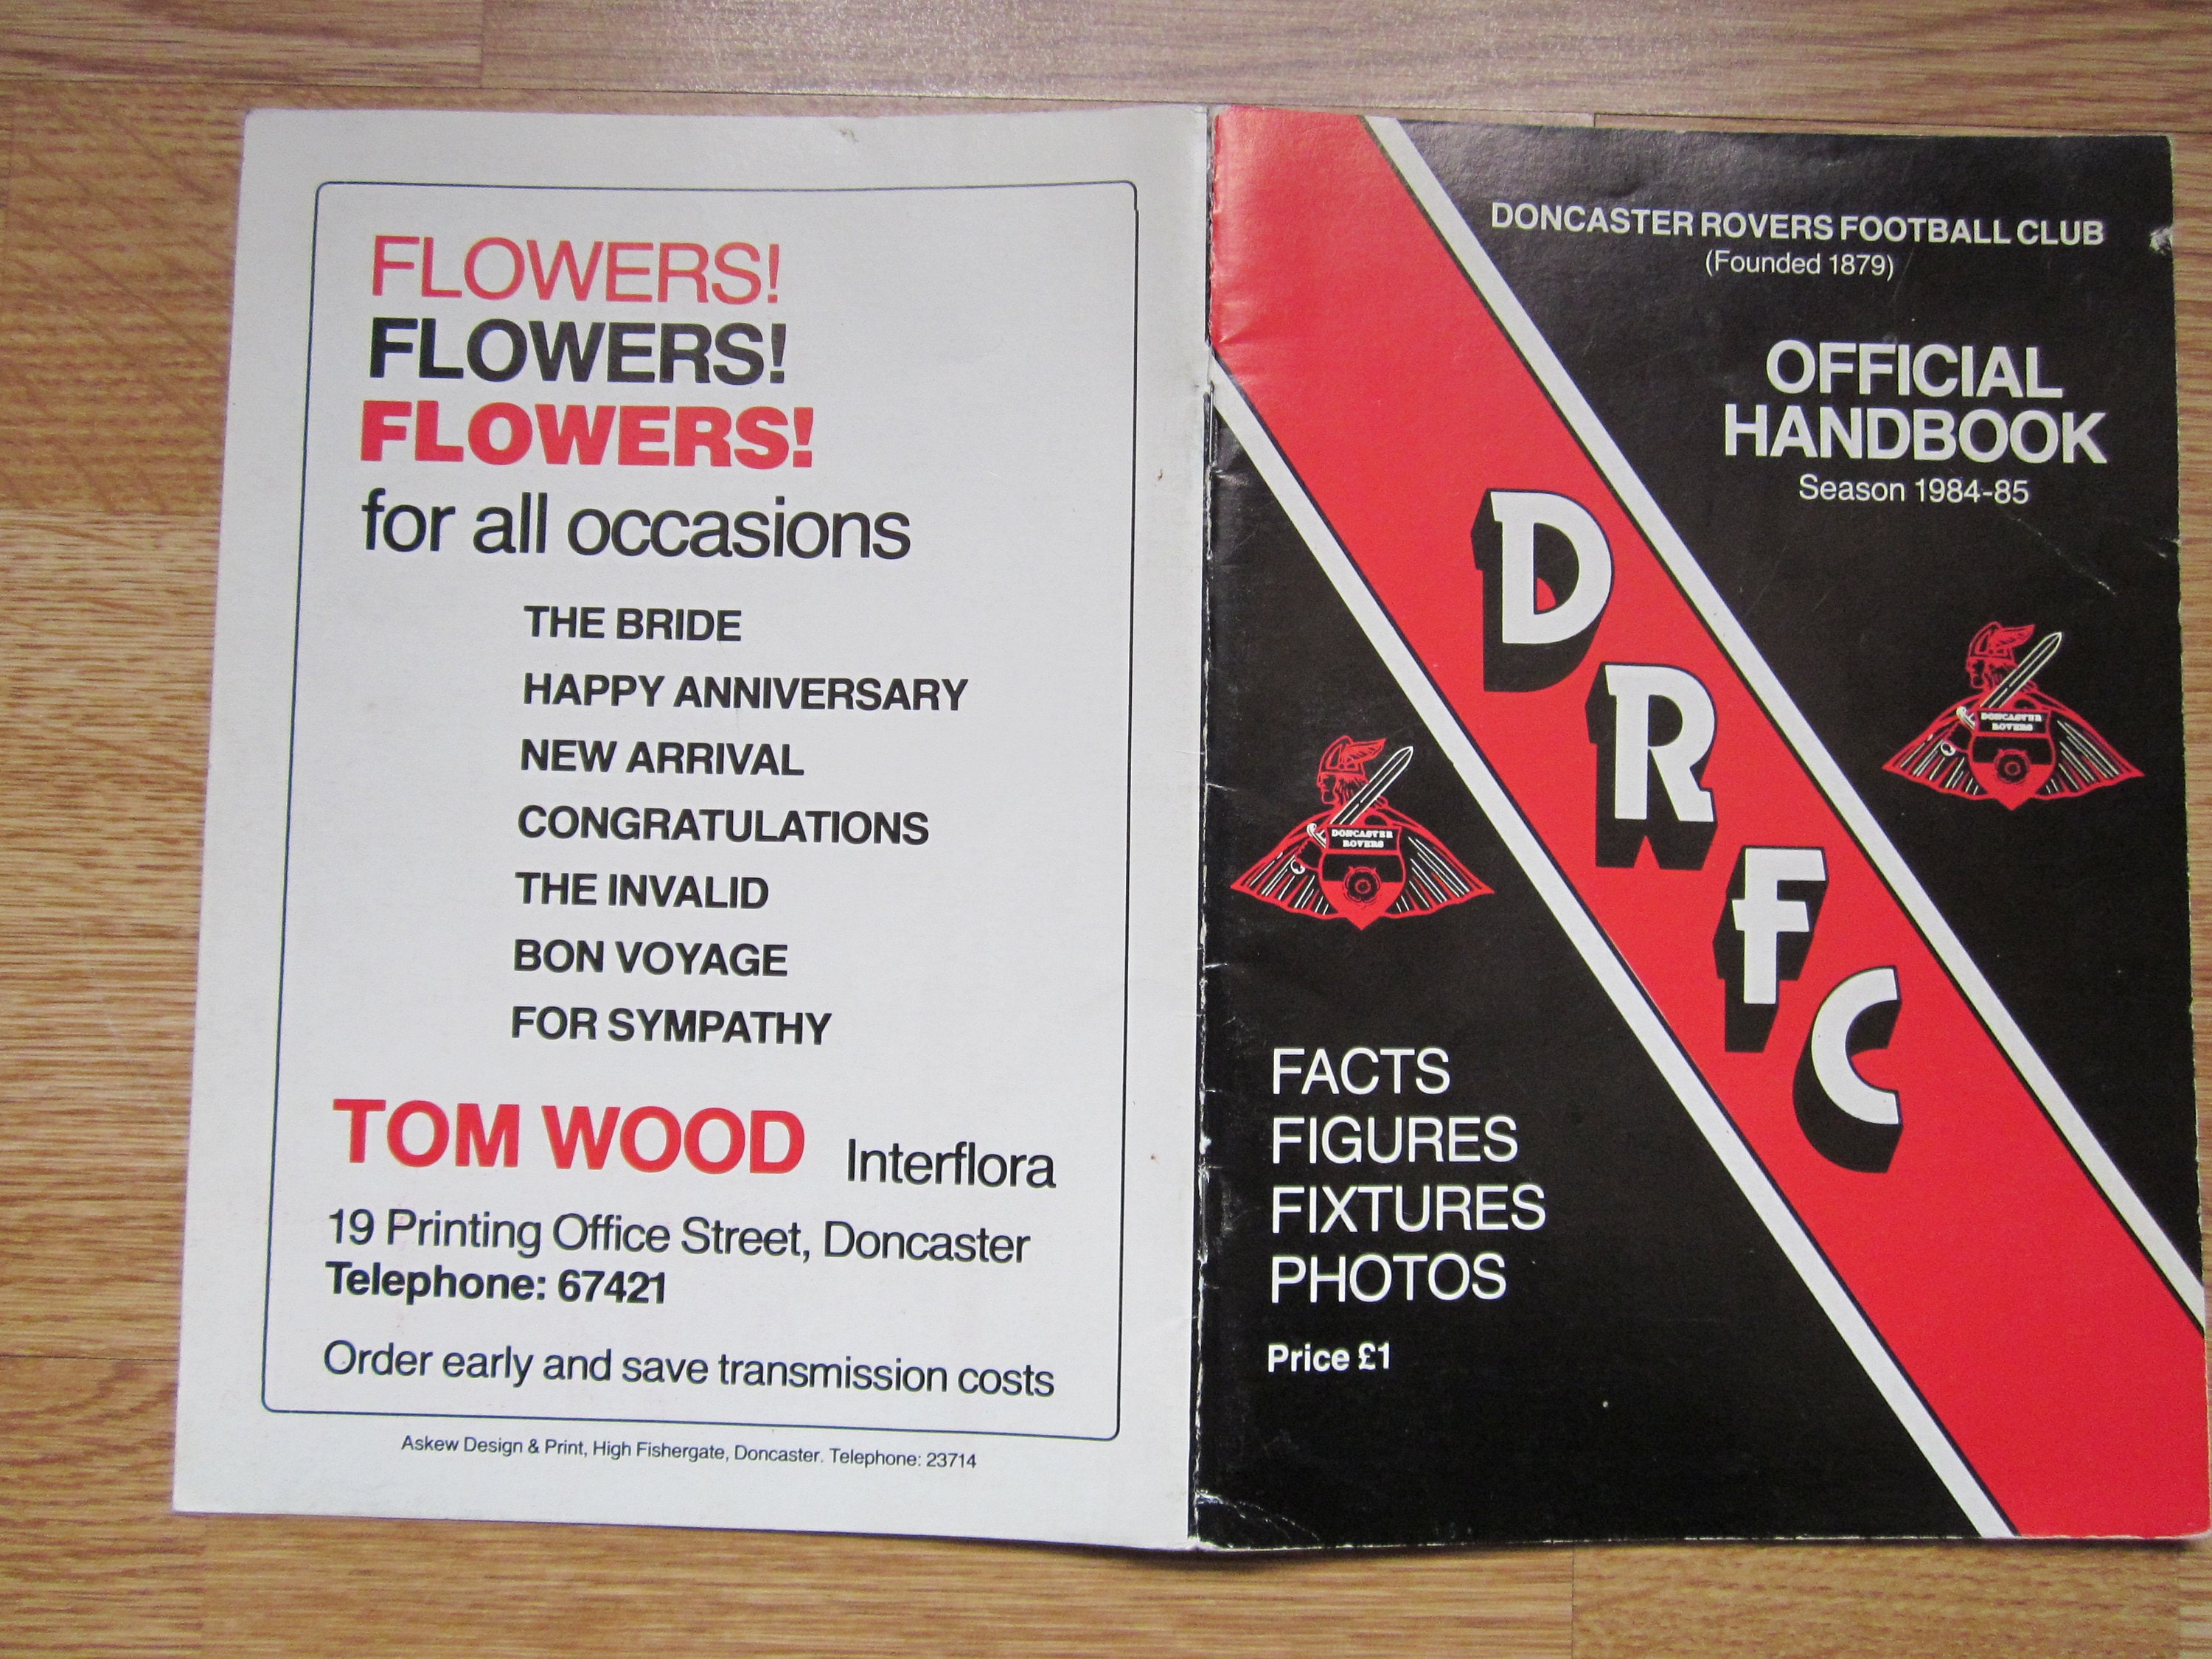 FLOWERS!
FLOWERS!
FLOWERS!
for all occasions
THE BRIDE
HAPPY ANNIVERSARY
NEW ARRIVAL
CONGRATULATIONS
THE INVALID
BON VOYAGE
FOR SYMPATHY
TOM WOOD Interflora
19 Printing Office Street, Doncaster
Telephone: 67421
Order early and save transmission costs
Askew Design & Print, High Fishergate, Doncaster. Telephone: 23714
DONCASTER ROVERS FOOTBALL CLUB
(Founded 1879)
OFFICIAL
HANDBOOK
Season 1984-85
D
R
F
C
DONCASTER
ROVERS
DONCASTER
ROVERS
FACTS
FIGURES
FIXTURES
PHOTOS
Price £1